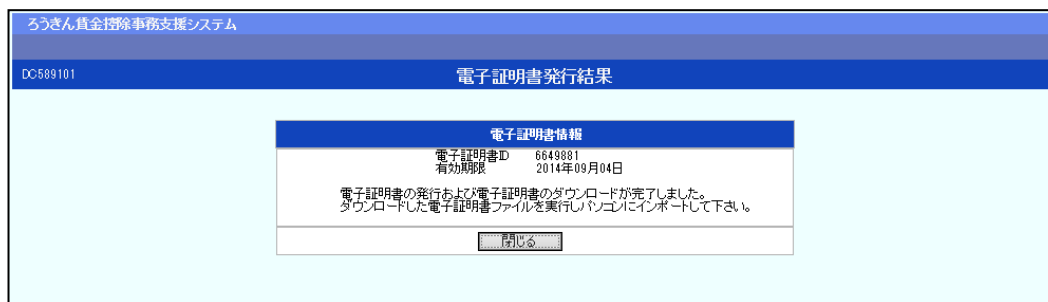 ろうきん賃金控除事務支援システム
DC589101
電子証明書発行結果
電子証明書情報
電子証明書ID 6649881
有効期限 2014年09月04日
電子証明書の発行および電子証明書のダウンロードが完了しました。
ダウンロードした電子証明書ファイルを実行しパソコンにインポートして下さい。
閉じる